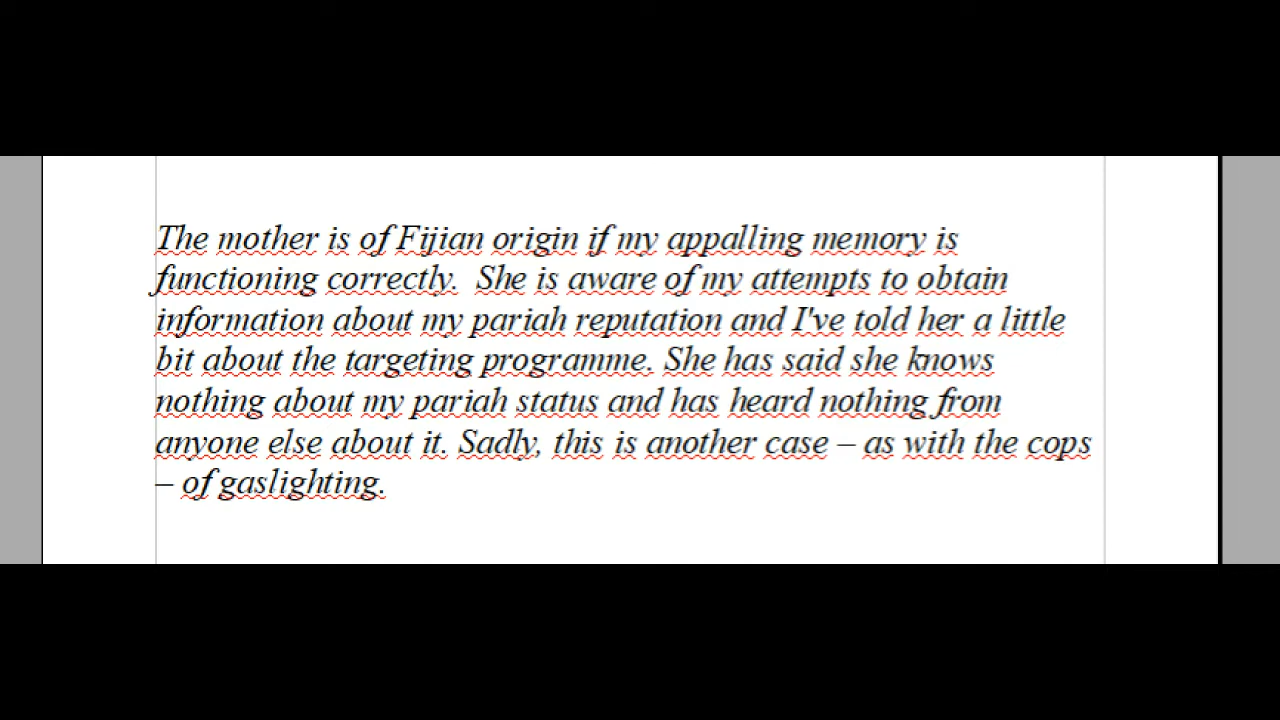 The mother is of Fijian origin if my appalling memory is
functioning correctly.  She is aware of my attempts to obtain
information about my pariah reputation and I've told her a little
bit about the targeting programme. She has said she knows
nothing about my pariah status and has heard nothing from
anyone else about it. Sadly, this is another case – as with the cops
– of gaslighting.